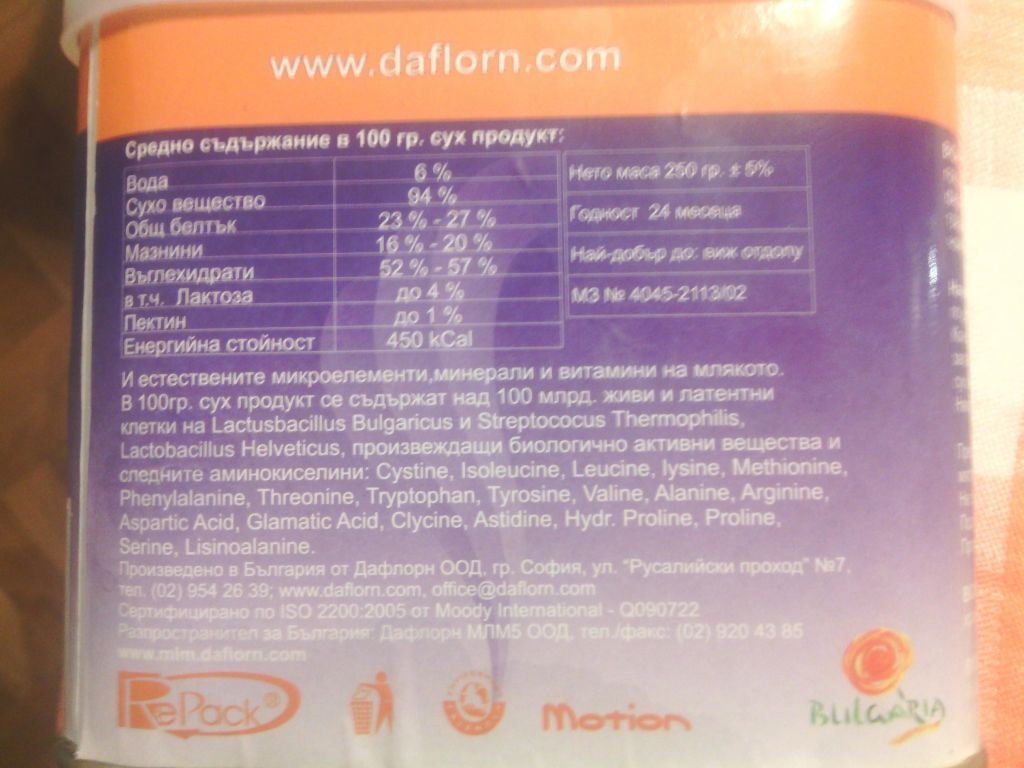 www.daflorn.com
Средно съдържание в 100 гр. сух продукт:
Вода 6 %
Сухо вещество 94 %
Общ белтък 23 % - 27 %
Мазнини 16 % - 20 %
Въглехидрати 52 % - 57 %
в т.ч. Лактоза до 4 %
Пектин до 1 %
Енергийна стойност 450 kCal
Нето маса 250 гр. ± 5%
Годност 24 месеца
Най-добър до: виж отдолу
МЗ № 4045-2113/02
И естествените микроелементи,минерали и витамини на млякото.
В 100гр. сух продукт се съдържат над 100 млрд. живи и латентни
клетки на Lactusbacillus Bulgaricus и Streptococus Thermophilis,
Lactobacillus Helveticus, произвеждащи биологично активни вещества и
следните аминокиселини: Cystine, Isoleucine, Leucine, lysine, Methionine,
Phenylalanine, Threonine, Tryptophan, Tyrosine, Valine, Alanine, Arginine,
Aspartic Acid, Glamatic Acid, Clycine, Astidine, Hydr. Proline, Proline,
Serine, Lisinoalanine.
Произведено в България от Дафлорн ООД, гр. София, ул. "Русалийски проход" №7,
тел. (02) 954 26 39; www.daflorn.com, office@daflorn.com
Сертифицирано по ISO 2200:2005 от Moody International - Q090722
Разпространител за България: Дафлорн МЛМ5 ООД, тел./факс: (02) 920 43 85
www.mlm.daflorn.com
RePack®
Motion
BULGARIA